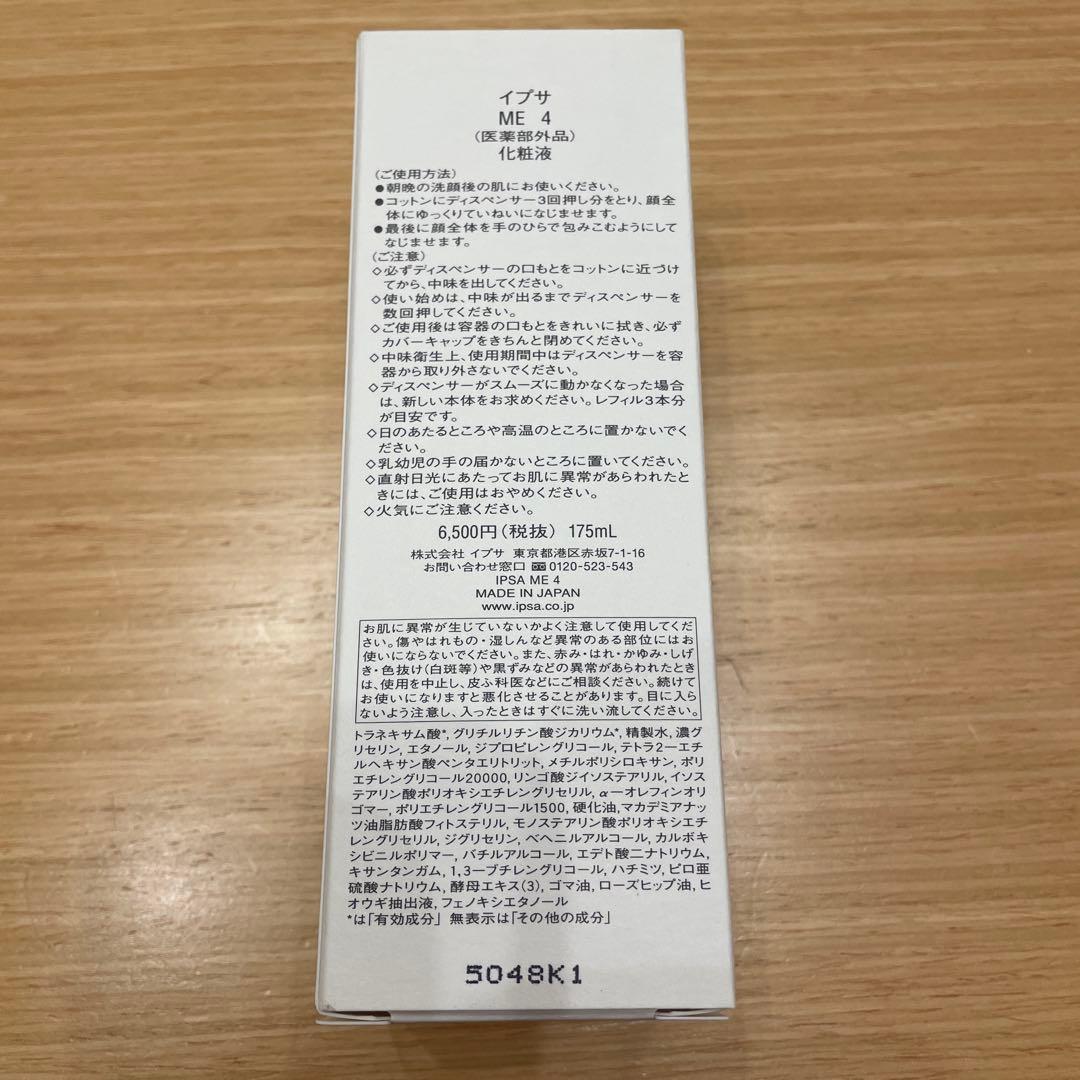 イプサ
ME 4
(医薬部外品)
化粧液
〈ご使用方法〉
●朝晩の洗顔後の肌にお使いください。
●コットンにディスペンサー3回押し分をとり、顔全
体にゆっくりていねいになじませます。
●最後に顔全体を手のひらで包みこむようにして
なじませます。
〈ご注意〉
◇必ずディスペンサーの口もとをコットンに近づけ
てから、中味を出してください。
◇使い始めは、中味が出るまでディスペンサーを
数回押してください。
◇ご使用後は容器の口もとをきれいに拭き、必ず
カバーキャップをきちんと閉めてください。
◇中味衛生上、使用期間中はディスペンサーを容
器から取り外さないでください。
◇ディスペンサーがスムーズに動かなくなった場合
は、新しい本体をお求めください。レフィル3本分
が目安です。
◇日のあたるところや高温のところに置かないでく
ださい。
◇乳幼児の手の届かないところに置いてください。
◇直射日光にあたってお肌に異常があらわれたと
きには、ご使用はおやめください。
◇火気にご注意ください。
6,500円(税抜) 175mL
株式会社 イプサ 東京都港区赤坂7-1-16
お問い合わせ窓口 0120-523-543
IPSA ME 4
MADE IN JAPAN
www.ipsa.co.jp
お肌に異常が生じていないかよく注意して使用してくだ
さい。傷やはれもの・湿しんなど異常のある部位にはお
使いにならないでください。また、赤み・はれ・かゆみ・しげ
き・色抜け(白斑等)や黒ずみなどの異常があらわれたとき
は、使用を中止し、皮ふ科医などにご相談ください。続けて
お使いになりますと悪化させることがあります。目に入ら
ないよう注意し、入ったときはすぐに洗い流してください。
トラネキサム酸*, グリチルリチン酸ジカリウム*, 精製水, 濃グ
リセリン, エタノール, ジプロピレングリコール, テトラ2-エチ
ルヘキサン酸ペンタエリトリット, メチルポリシロキサン, ポリ
エチレングリコール20000, リンゴ酸ジイソステアリル, イソス
テアリン酸ポリオキシエチレングリセリル, α-オレフィンオリ
ゴマー, ポリエチレングリコール1500, 硬化油, マカデミアナッ
ツ油脂肪酸フィトステリル, モノステアリン酸ポリオキシエチ
レングリセリル, ジグリセリン, ベヘニルアルコール, カルボキ
シビニルポリマー, バチルアルコール, エデト酸二ナトリウム,
キサンタンガム, 1,3-ブチレングリコール, ハチミツ, ピロ亜
硫酸ナトリウム, 酵母エキス(3), ゴマ油, ローズヒップ油, ヒ
オウギ抽出液, フェノキシエタノール
*は「有効成分」 無表示は「その他の成分」
5048K1